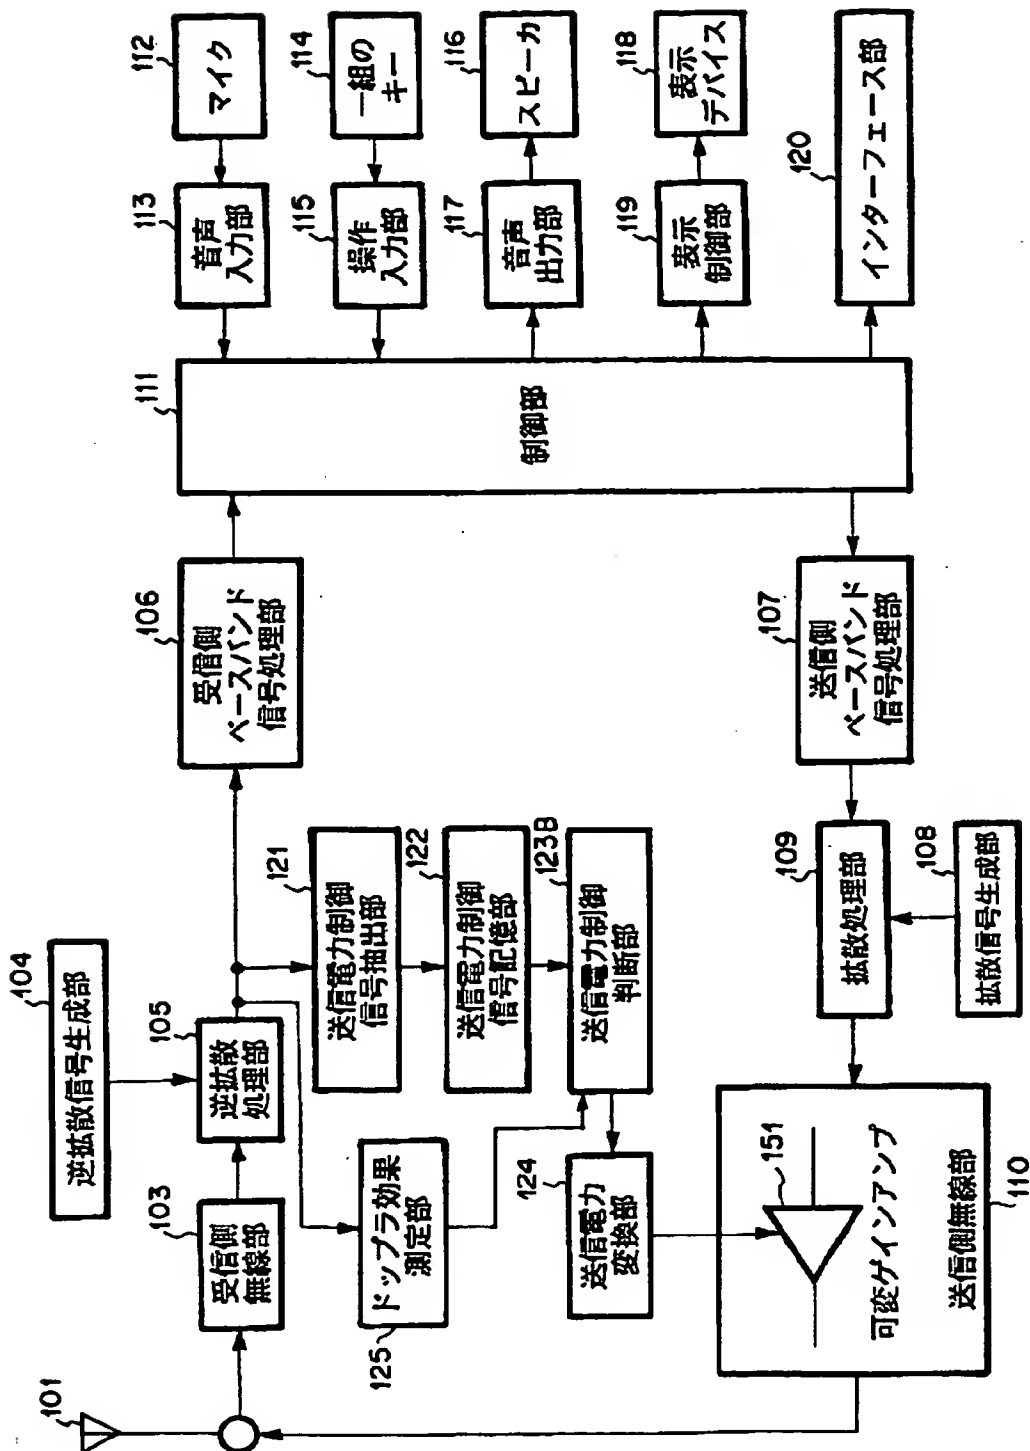 101
103
受信側
無線部
104
逆拡散信号生成部
105
逆拡散
処理部
106
受信側
ベースバンド
信号処理部
111
制御部
112
マイク
113
音声
入力部
114
一組の
キー
115
操作
入力部
116
スピーカ
117
音声
出力部
118
表示
デバイス
119
表示
制御部
120
インターフェース部
121
送信電力制御
信号抽出部
122
送信電力制御
信号記憶部
123B
送信電力制御
判断部
125
ドップラ効果
測定部
124
送信電力
変換部
107
送信側
ベースバンド
信号処理部
109
拡散処理部
108
拡散信号生成部
151
可変ゲインアンプ
送信側無線部
110